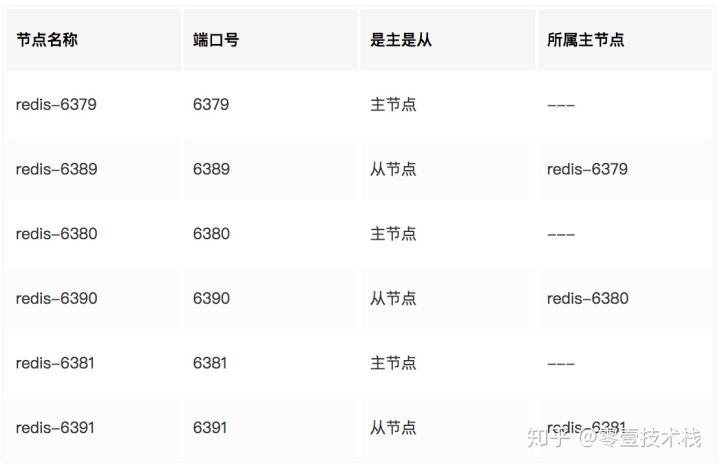 节点名称 端口号 是主是从 所属主节点
redis-6379 6379 主节点 ---
redis-6389 6389 从节点 redis-6379
redis-6380 6380 主节点 ---
redis-6390 6390 从节点 redis-6380
redis-6381 6381 主节点 ---
redis-6391 6391 从节点 redis-6381
知乎 @零壹技术栈